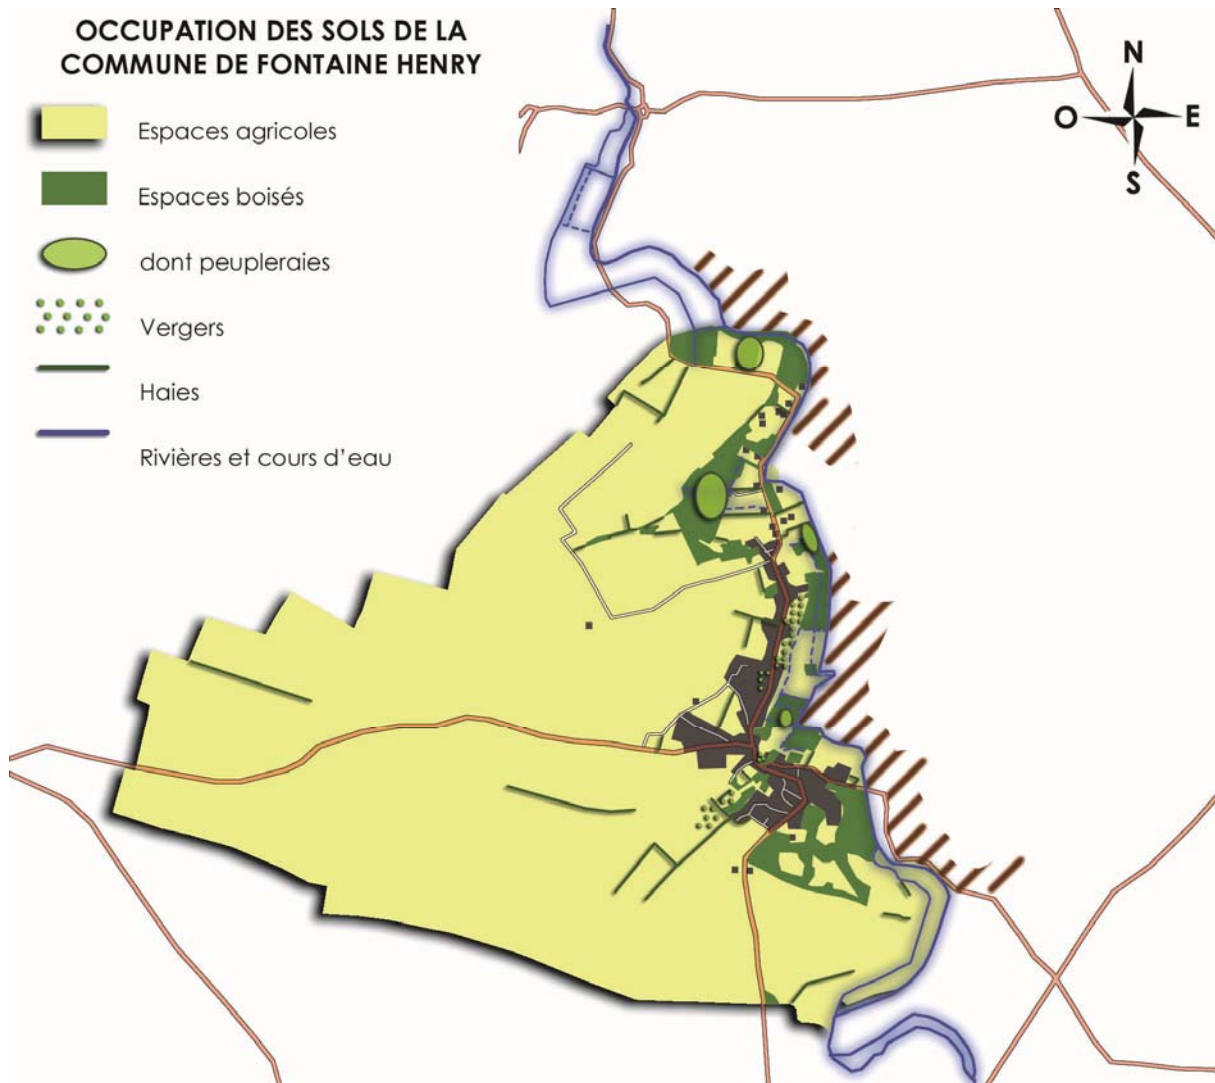 OCCUPATION DES SOLS DE LA
COMMUNE DE FONTAINE HENRY
Espaces agricoles
Espaces boisés
dont peupleraies
Vergers
Haies
Rivières et cours d'eau
N
O
E
S